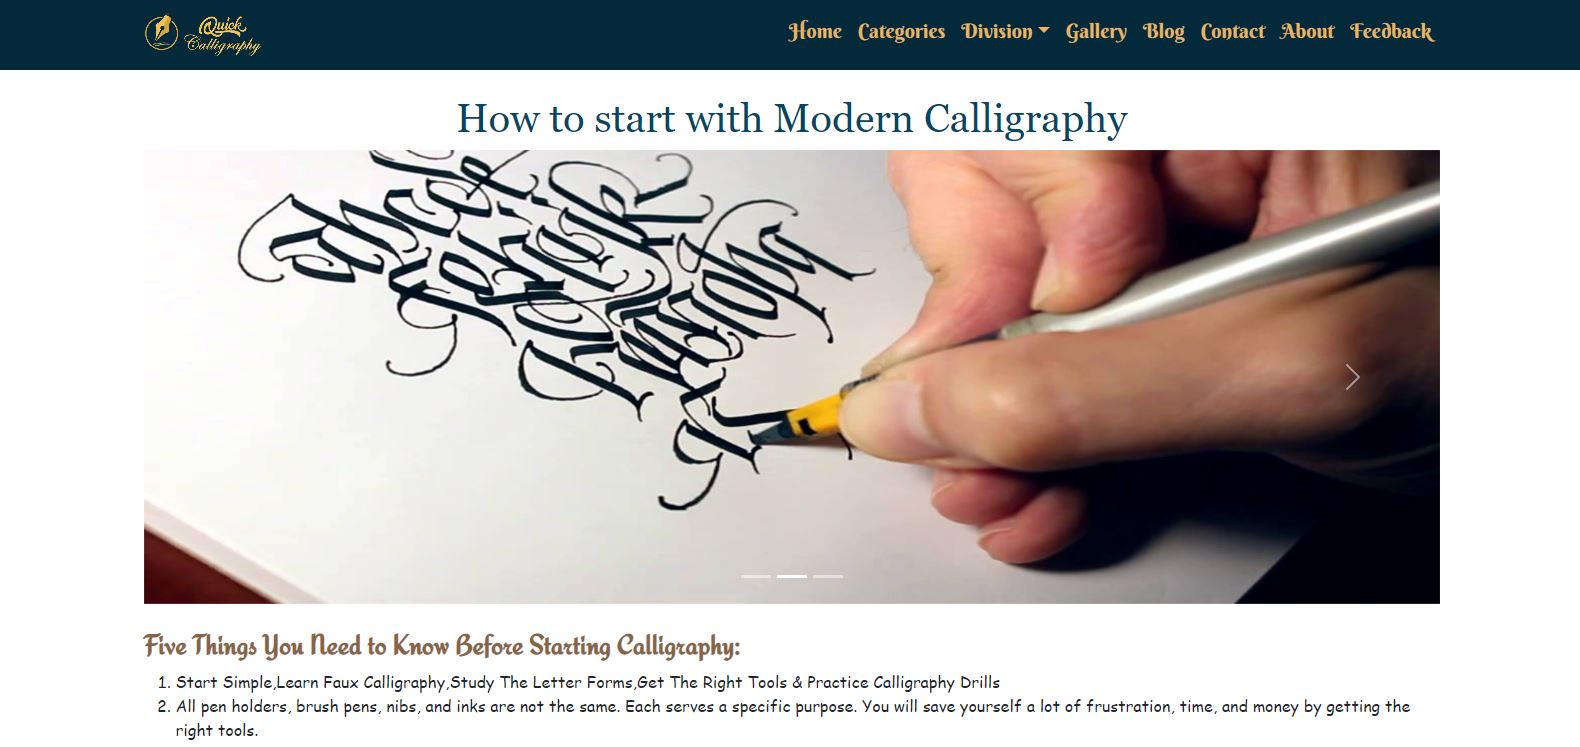 Quick
Calligraphy
Home Categories Division Gallery Blog Contact About Feedback
How to start with Modern Calligraphy
Five Things You Need to Know Before Starting Calligraphy:
1. Start Simple,Learn Faux Calligraphy,Study The Letter Forms,Get The Right Tools & Practice Calligraphy Drills
2. All pen holders, brush pens, nibs, and inks are not the same. Each serves a specific purpose. You will save yourself a lot of frustration, time, and money by getting the
right tools.